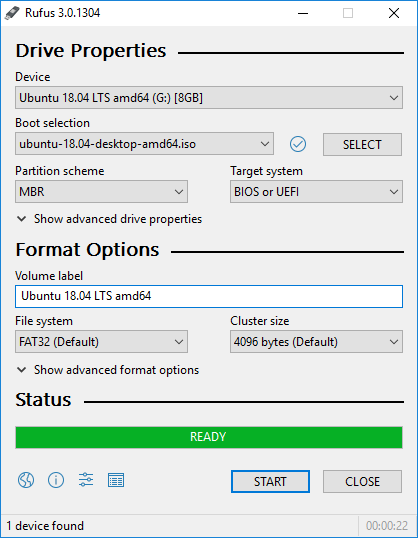 Rufus 3.0.1304
Drive Properties
Device
Ubuntu 18.04 LTS amd64 (G:) [8GB]
Boot selection
ubuntu-18.04-desktop-amd64.iso
SELECT
Partition scheme
Target system
MBR
BIOS or UEFI
Show advanced drive properties
Format Options
Volume label
Ubuntu 18.04 LTS amd64
File system
Cluster size
FAT32 (Default)
4096 bytes (Default)
Show advanced format options
Status
READY
START
CLOSE
1 device found
00:00:22